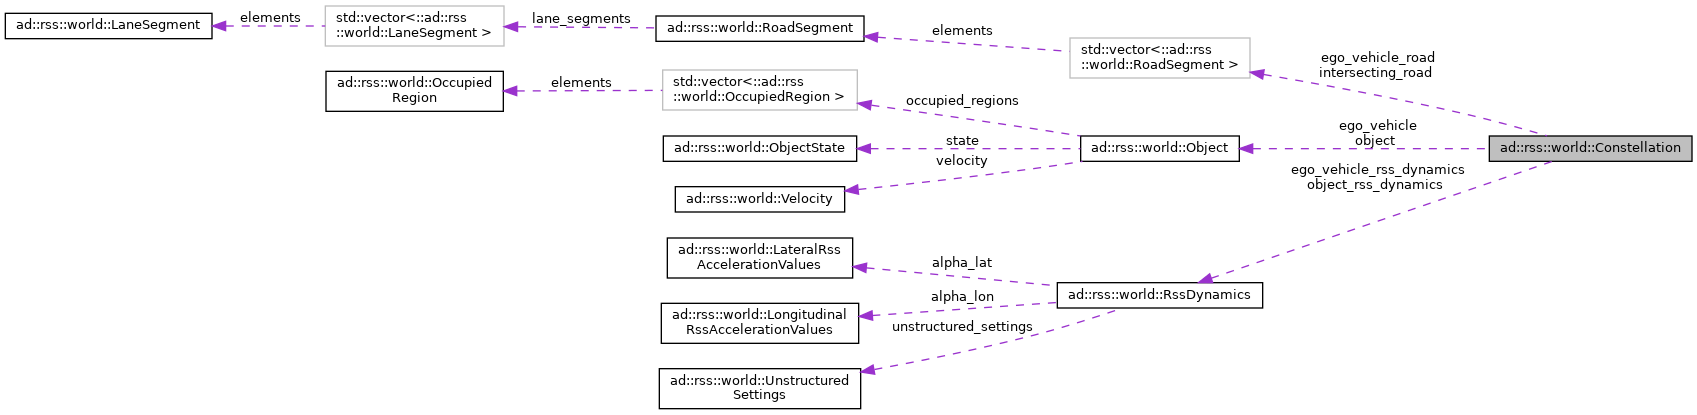 ad::rss::world::LaneSegment
elements
std::vector<::ad::rss
::world::LaneSegment >
lane_segments
ad::rss::world::RoadSegment
elements
std::vector<::ad::rss
::world::RoadSegment >
ego_vehicle_road
intersecting_road
ad::rss::world::Occupied
Region
elements
std::vector<::ad::rss
::world::OccupiedRegion >
occupied_regions
ad::rss::world::ObjectState
state
ad::rss::world::Object
ego_vehicle
object
ad::rss::world::Constellation
velocity
ad::rss::world::Velocity
ego_vehicle_rss_dynamics
object_rss_dynamics
ad::rss::world::LateralRss
AccelerationValues
alpha_lat
ad::rss::world::RssDynamics
ad::rss::world::Longitudinal
RssAccelerationValues
alpha_lon
unstructured_settings
ad::rss::world::Unstructured
Settings